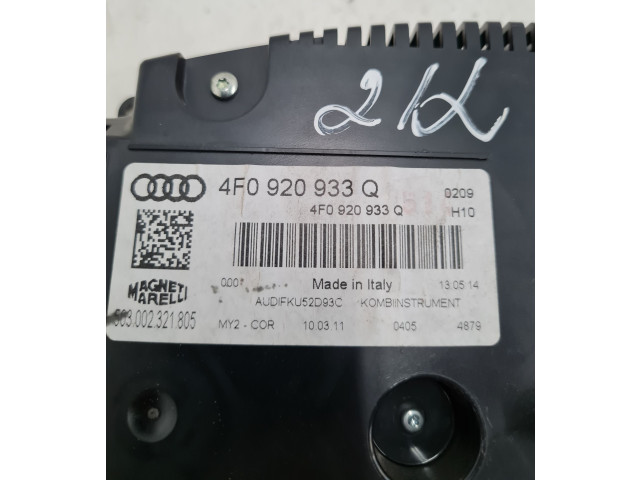 4F0 920 933 Q 0209
4F0 920 933 Q H10
Made in Italy 13.05.14
MAGNETI
MARELLI
AUDIFKU52D93C KOMBIINSTRUMENT
503.002.321.805 MY2 - COR 10.03.11 0405 4879